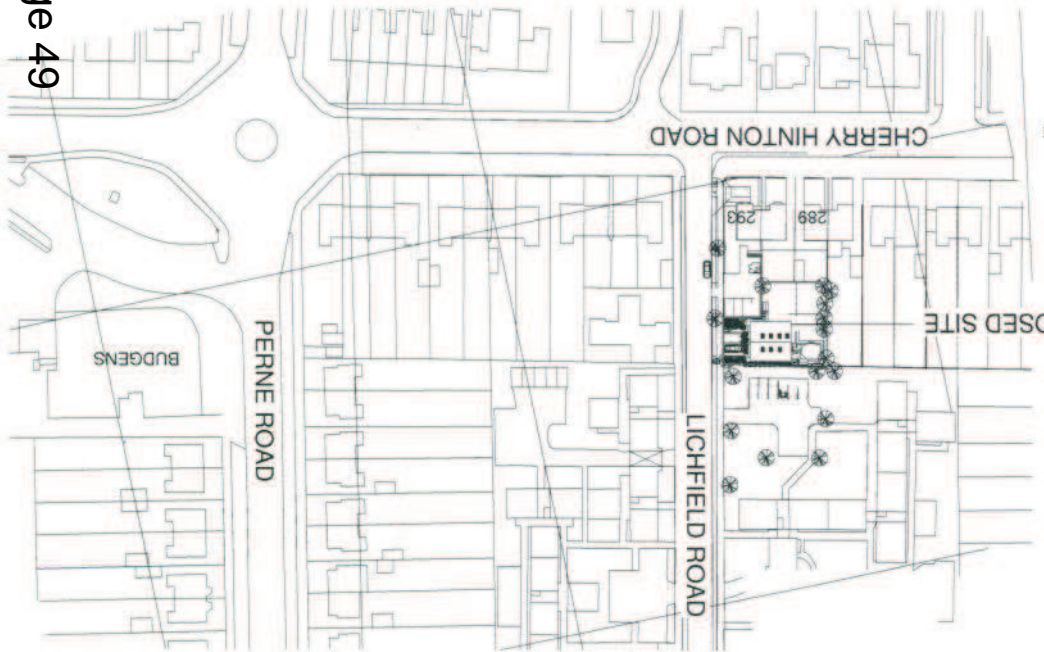 ge 49
CHERRY HINTON ROAD
293
289
OSED SITE
BUDGENS
PERNE ROAD
LICHFIELD ROAD